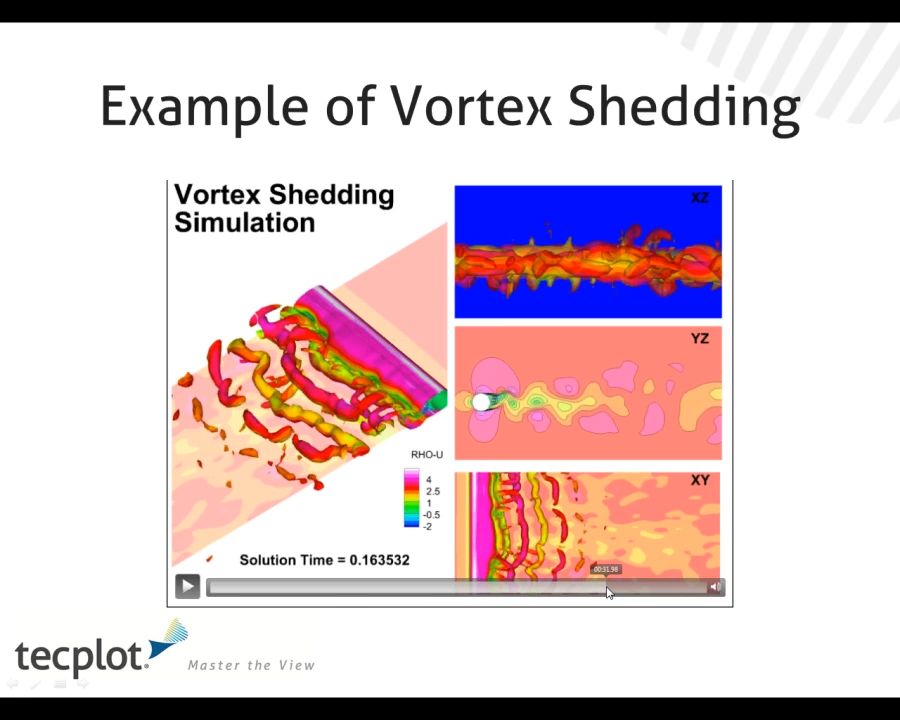 Example of Vortex Shedding
Vortex Shedding
Simulation
XZ
YZ
RHO-U
4
2.5
1
-0.5
-2
XY
Solution Time = 0.163532
00:31.98
tecplot.
Master the View